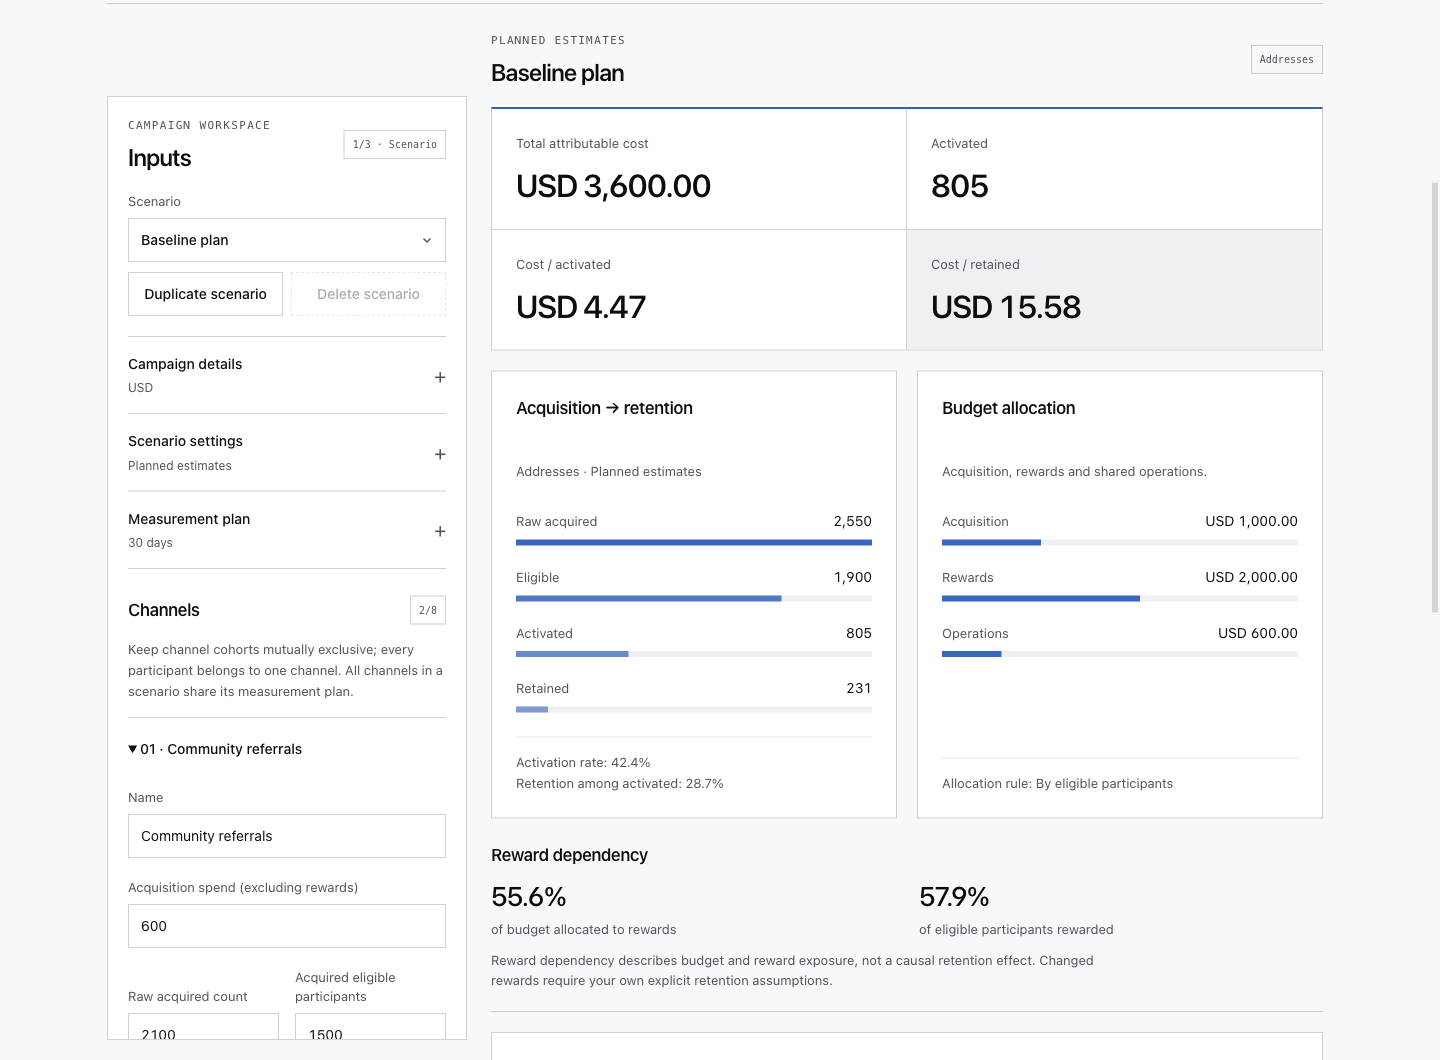 CAMPAIGN WORKSPACE
Inputs
1/3 · Scenario
Scenario
Baseline plan
Duplicate scenario
Delete scenario
Campaign details
USD
+
Scenario settings
Planned estimates
+
Measurement plan
30 days
+
Channels
2/8
Keep channel cohorts mutually exclusive; every
participant belongs to one channel. All channels in a
scenario share its measurement plan.
▼ 01 · Community referrals
Name
Community referrals
Acquisition spend (excluding rewards)
600
Raw acquired count
2100
Acquired eligible
participants
1500
PLANNED ESTIMATES
Baseline plan
Addresses
Total attributable cost
USD 3,600.00
Activated
805
Cost / activated
USD 4.47
Cost / retained
USD 15.58
Acquisition → retention
Addresses · Planned estimates
Raw acquired 2,550
Eligible 1,900
Activated 805
Retained 231
Activation rate: 42.4%
Retention among activated: 28.7%
Budget allocation
Acquisition, rewards and shared operations.
Acquisition USD 1,000.00
Rewards USD 2,000.00
Operations USD 600.00
Allocation rule: By eligible participants
Reward dependency
55.6%
of budget allocated to rewards
57.9%
of eligible participants rewarded
Reward dependency describes budget and reward exposure, not a causal retention effect. Changed
rewards require your own explicit retention assumptions.